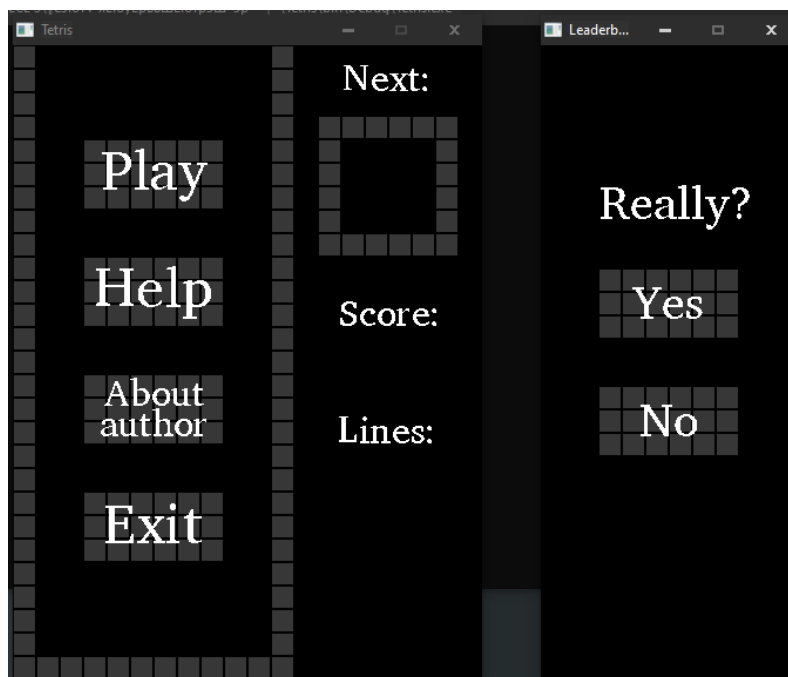 Tetris
Next:
Play
Help
Score:
About
author
Lines:
Exit
Leaderb...
Really?
Yes
No